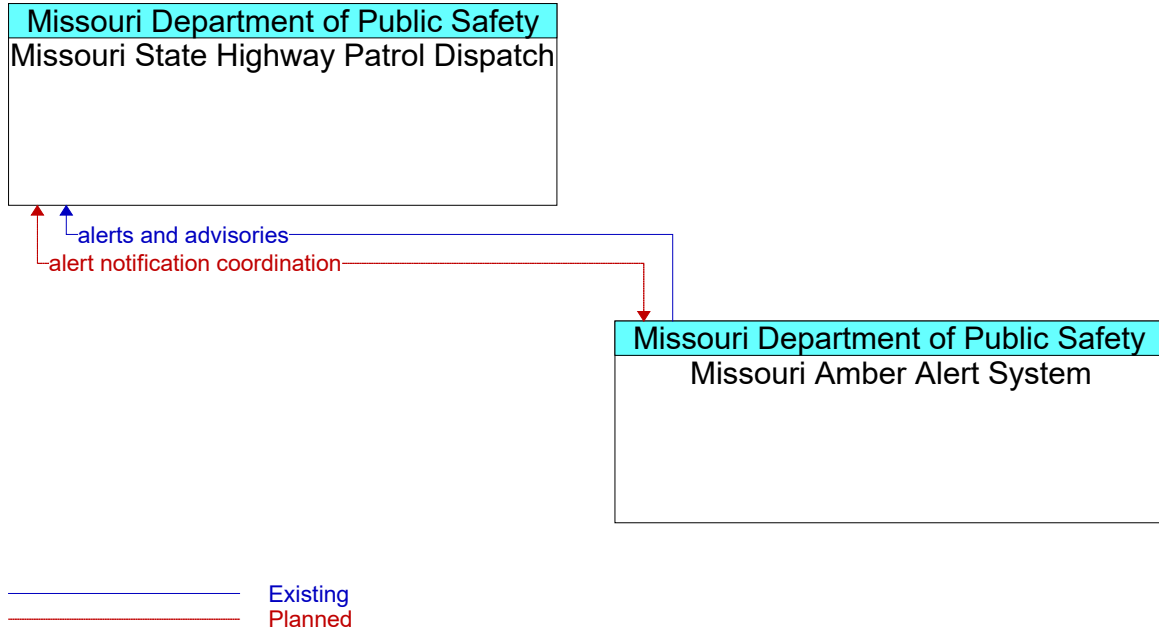 Missouri Department of Public Safety
Missouri State Highway Patrol Dispatch
alerts and advisories
alert notification coordination
Missouri Department of Public Safety
Missouri Amber Alert System
Existing
Planned